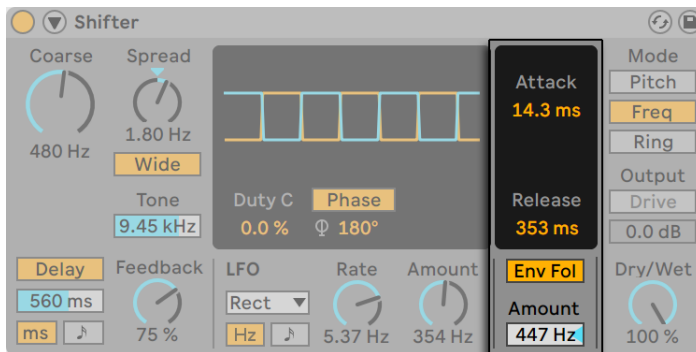 Shifter
Coarse
480 Hz
Spread
1.80 Hz
Wide
Tone
9.45 kHz
Delay
560 ms
ms
Feedback
75 %
Duty C
0.0 %
Phase
180°
LFO
Rect
Hz
Rate
5.37 Hz
Amount
354 Hz
Attack
14.3 ms
Release
353 ms
Env Fol
Amount
447 Hz
Mode
Pitch
Freq
Ring
Output
Drive
0.0 dB
Dry/Wet
100 %